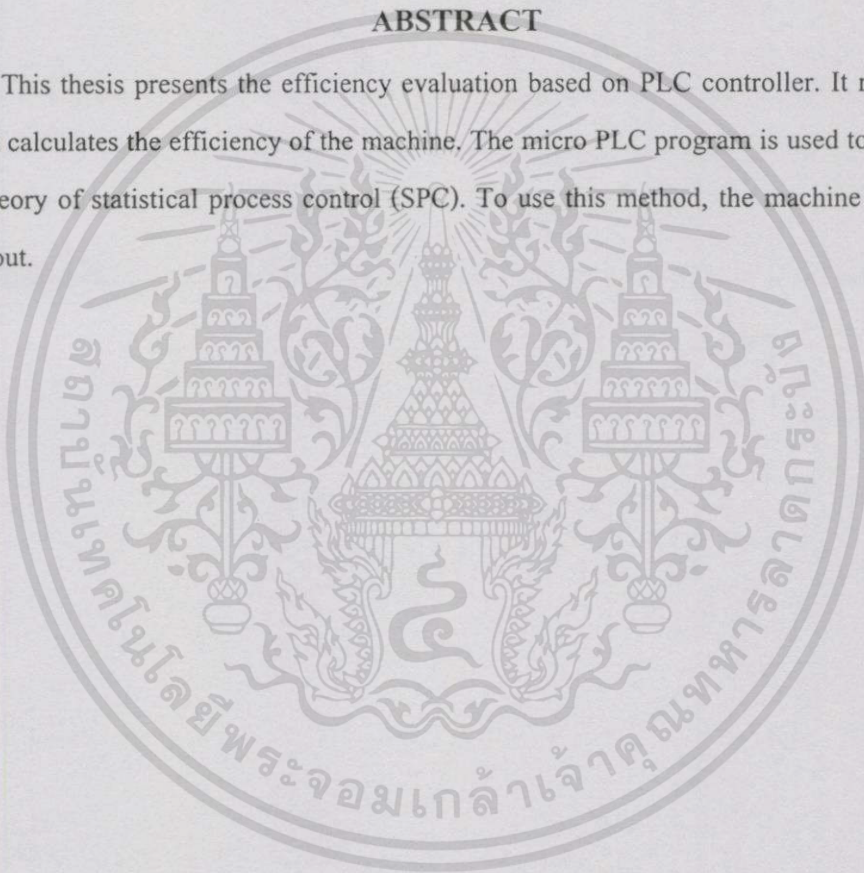 ABSTRACT
This thesis presents the efficiency evaluation based on PLC controller. It
calculates the efficiency of the machine. The micro PLC program is used to
of statistical process control (SPC). To use this method, the machine
สถาบันเทคโนโลยีพระจอมเกล้าเจ้าคุณทหารลาดกระบัง